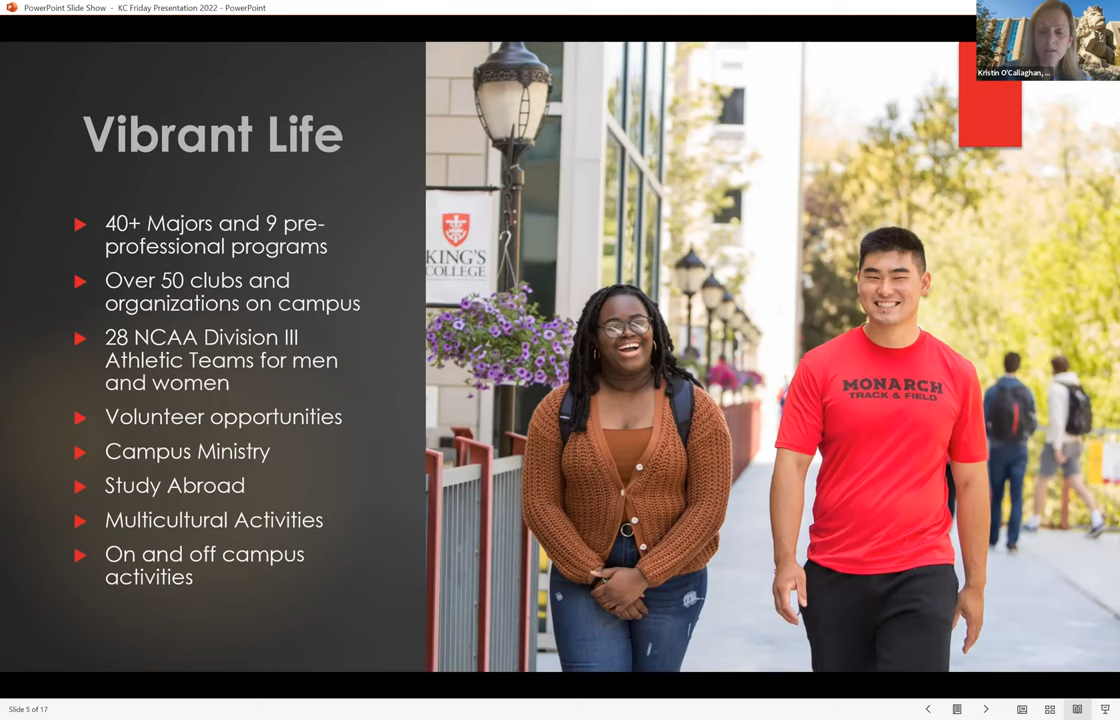 PowerPoint Slide Show - KC Friday Presentation 2022 - PowerPoint
Kristin O'Callaghan, ...
Vibrant Life
40+ Majors and 9 pre-
professional programs
Over 50 clubs and
organizations on campus
28 NCAA Division III
Athletic Teams for men
and women
Volunteer opportunities
Campus Ministry
Study Abroad
Multicultural Activities
On and off campus
activities
KING'S
COLLEGE
MONARCH
TRACK & FIELD
Slide 5 of 17